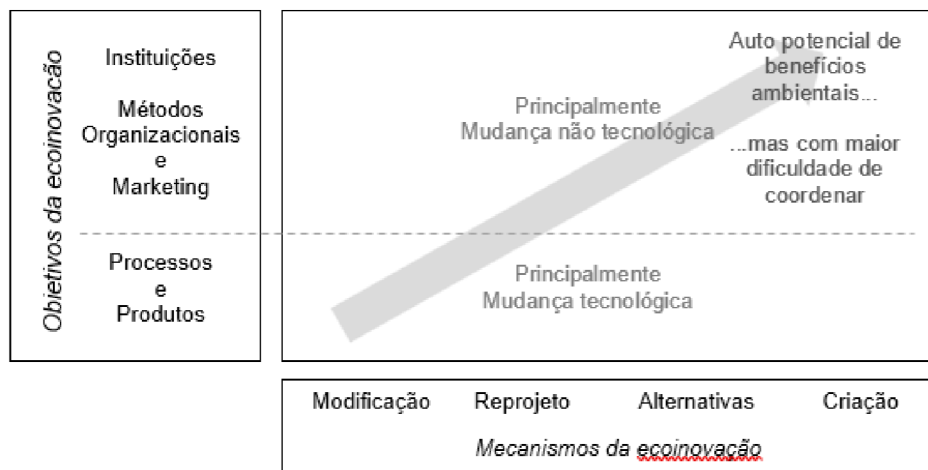 Objetivos da ecoinovação
Instituições
Métodos
Organizacionais
e
Marketing
Processos
e
Produtos
Principalmente
Mudança não tecnológica
Auto potencial de
benefícios
ambientais...
...mas com maior
dificuldade de
coordenar
Principalmente
Mudança tecnológica
Modificação Reprojeto Alternativas Criação
Mecanismos da ecoinovação